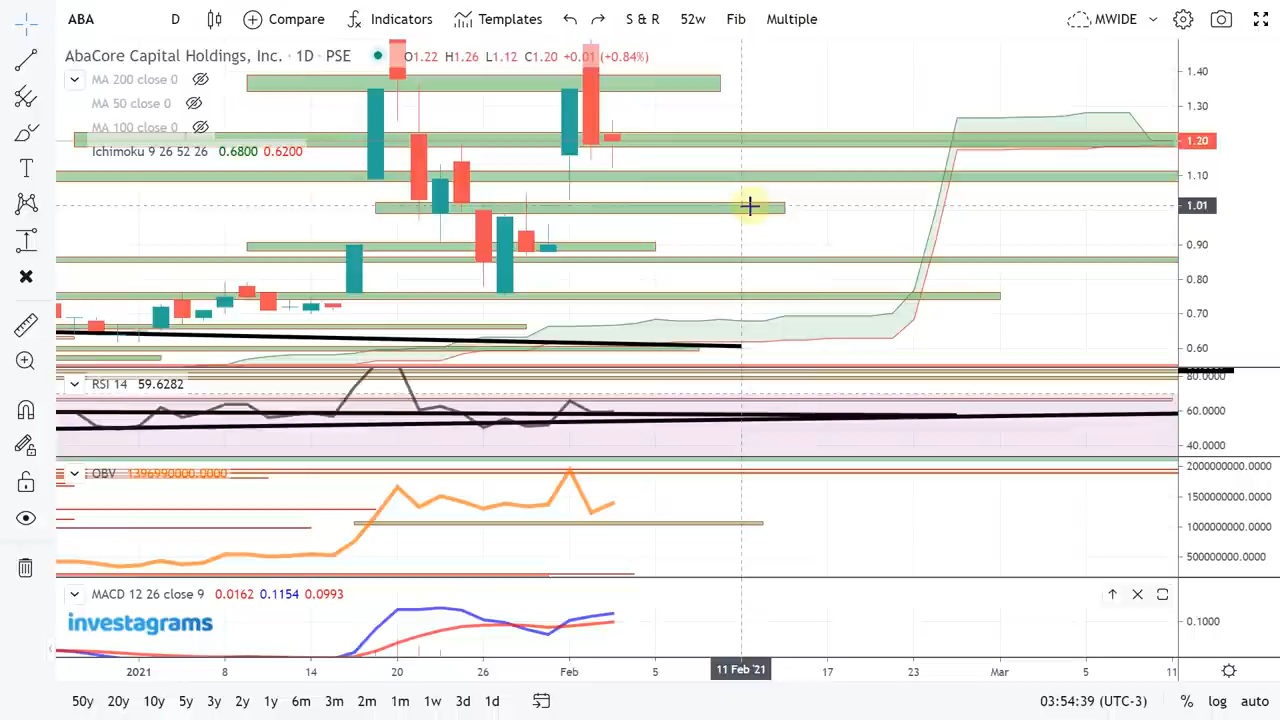 ABA D Compare Indicators Templates S & R 52w Fib Multiple MWIDE
AbaCore Capital Holdings, Inc. · 1D · PSE O1.22 H1.26 L1.12 C1.20 +0.01 (+0.84%)
MA 200 close 0
MA 50 close 0
MA 100 close 0
Ichimoku 9 26 52 26 0.6800 0.6200
1.40
1.30
1.20
1.10
1.01
0.90
0.80
0.70
0.60
RSI 14 59.6282
80.0000
60.0000
40.0000
OBV 1396990000.0000
2000000000.0000
1500000000.0000
1000000000.0000
500000000.0000
MACD 12 26 close 9 0.0162 0.1154 0.0993
0.1000
investagrams
2021 8 14 20 26 Feb 5 11 Feb '21 17 23 Mar 5 11
50y 20y 10y 5y 3y 2y 1y 6m 3m 2m 1m 1w 3d 1d 03:54:39 (UTC-3) % log auto